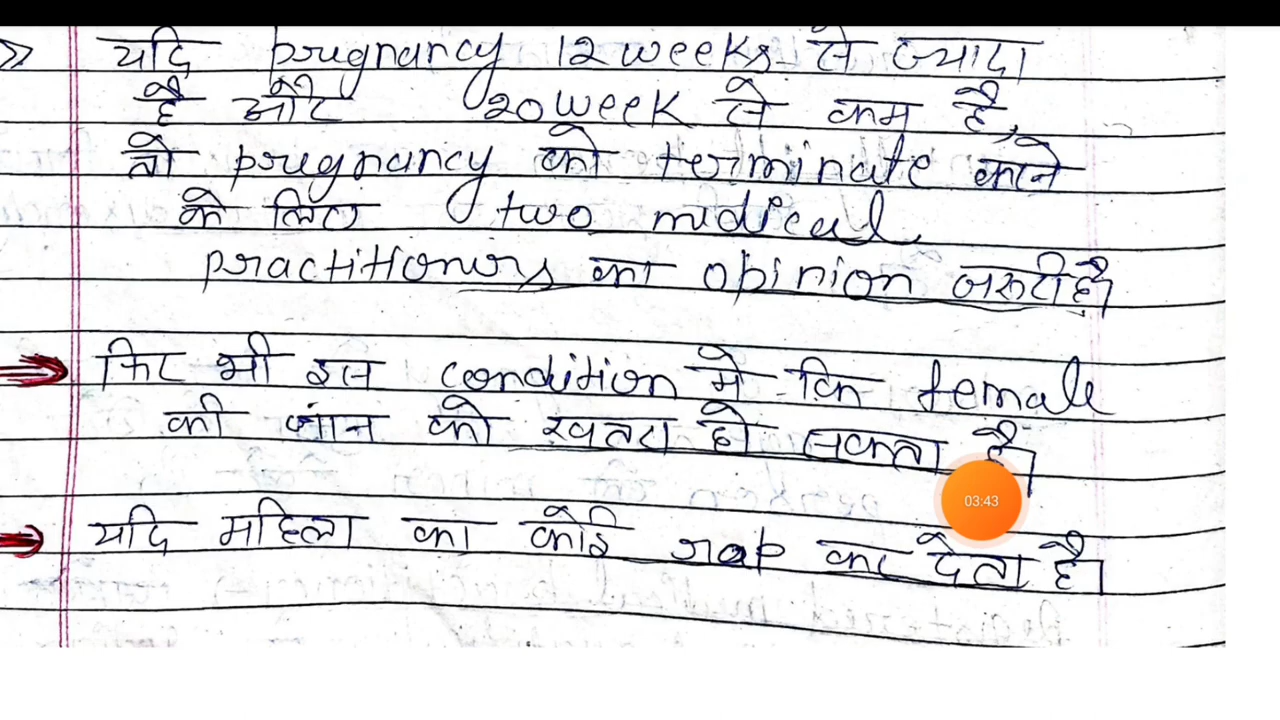 यदि pregnancy 12 weeks से ज्यादा
है और 20 week से कम है,
तो pregnancy को terminate करने
के लिए two medical
practitioners का opinion जरुरी है।
फिर भी इस condition मे किन female
की जान को खतरा हो सकता है।
03:43
यदि महिला का कोई rap कर देता है।